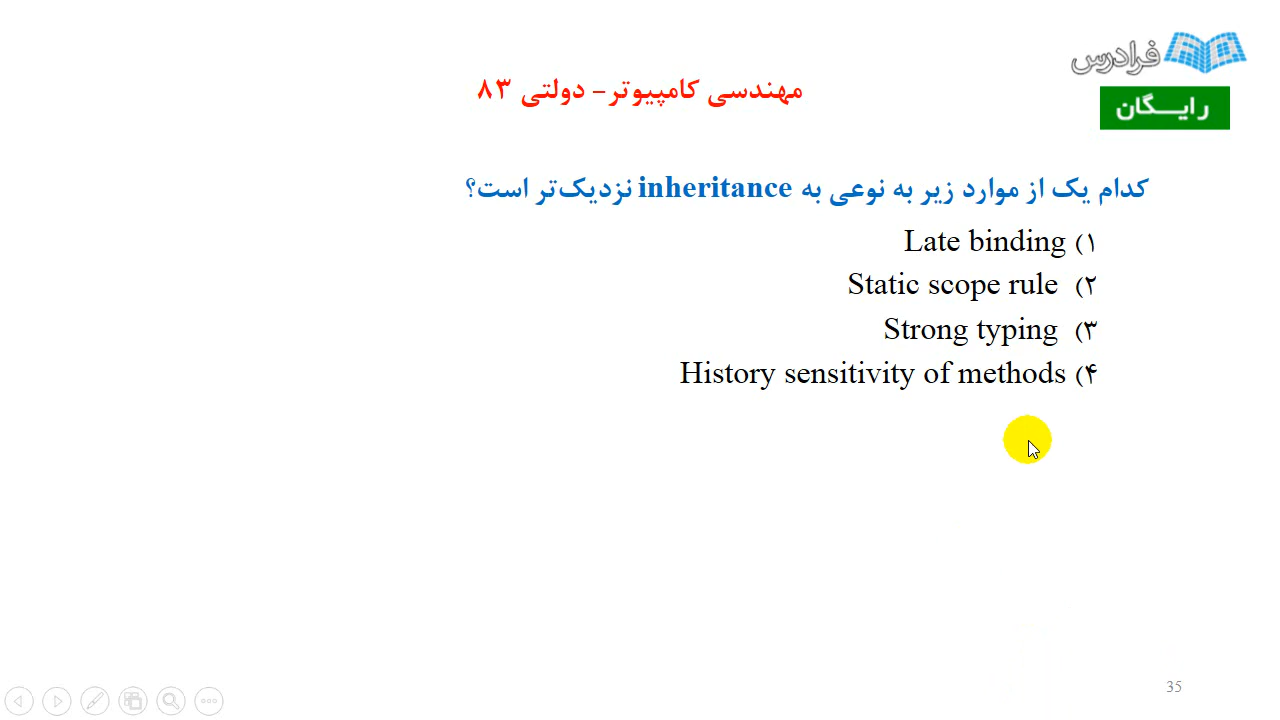 فرادرس
رایـــگان
مهندسی کامپیوتر- دولتی ۸۳
کدام یک از موارد زیر به نوعی به inheritance نزدیک‌تر است؟
۱) Late binding
۲) Static scope rule
۳) Strong typing
۴) History sensitivity of methods
35